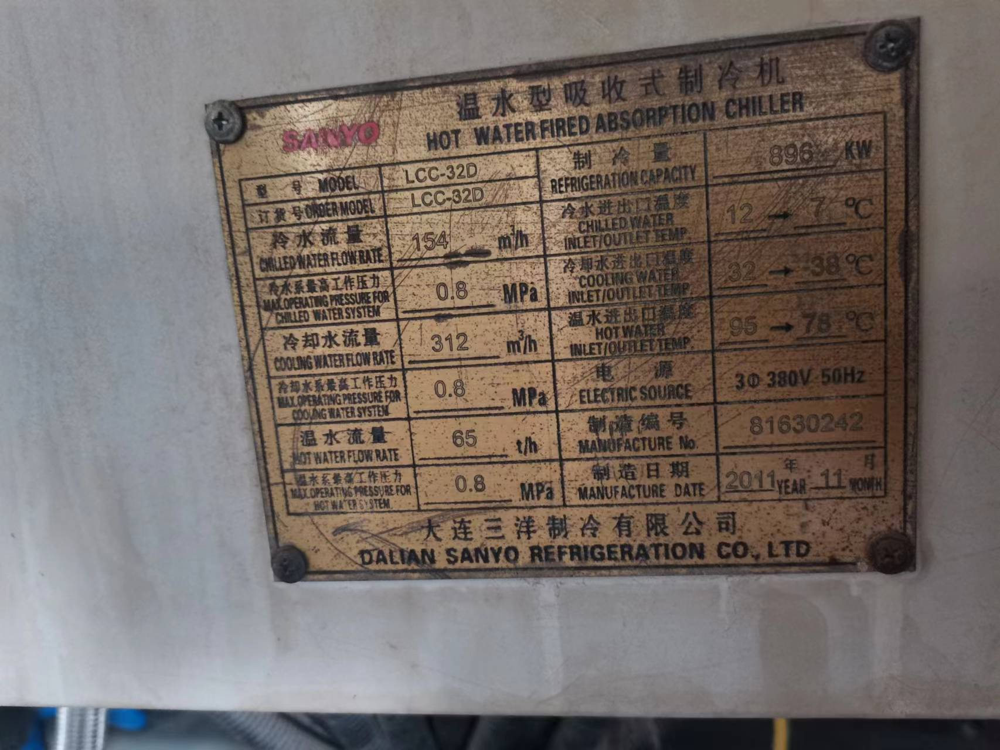 温水型吸收式制冷机
SANYO HOT WATER FIRED ABSORPTION CHILLER
型号 MODEL LCC-32D
订货号 ORDER MODEL LCC-32D
冷水流量
CHILLED WATER FLOW RATE 154 m³/h
冷水系最高工作压力
MAX.OPERATING PRESSURE FOR
CHILLED WATER SYSTEM 0.8 MPa
冷却水流量
COOLING WATER FLOW RATE 312 m³/h
冷却水系最高工作压力
MAX.OPERATING PRESSURE FOR
COOLING WATER SYSTEM 0.8 MPa
温水流量
HOT WATER FLOW RATE 65 t/h
温水系最高工作压力
MAX.OPERATING PRESSURE FOR
HOT WATER SYSTEM 0.8 MPa
制冷量
REFRIGERATION CAPACITY 896 KW
冷水进出口温度
CHILLED WATER
INLET/OUTLET TEMP. 12 → 7 ℃
冷却水进出口温度
COOLING WATER
INLET/OUTLET TEMP. 32 → 38 ℃
温水进出口温度
HOT WATER
INLET/OUTLET TEMP. 95 → 78 ℃
电源
ELECTRIC SOURCE 3Φ 380V 50Hz
制造编号
MANUFACTURE No. 81630242
制造日期
MANUFACTURE DATE 2011 年 YEAR 11 月 MONTH
大连三洋制冷有限公司
DALIAN SANYO REFRIGERATION CO., LTD